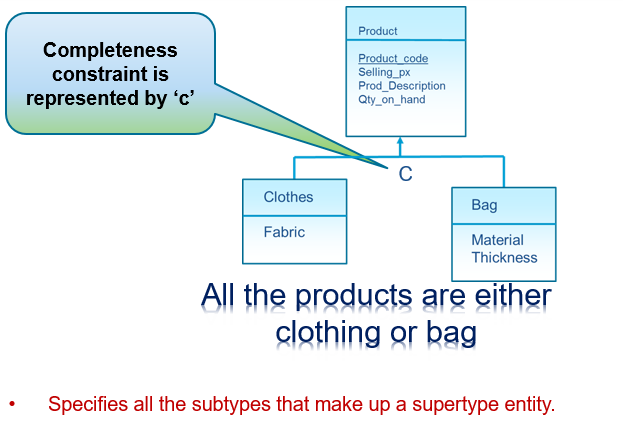 Completeness
constraint is
represented by ‘c’
Product
Product_code
Selling_px
Prod_Description
Qty_on_hand
C
Clothes
Fabric
Bag
Material
Thickness
All the products are either
clothing or bag
• Specifies all the subtypes that make up a supertype entity.